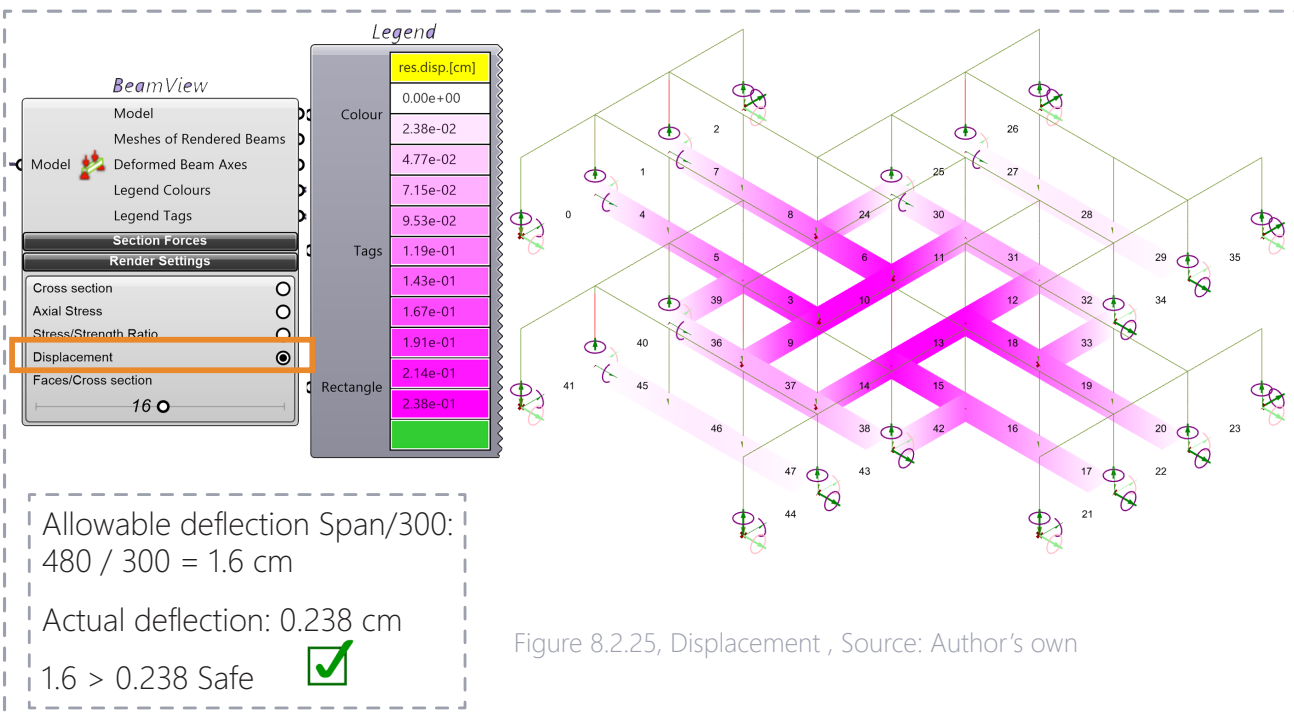 Legend
res.disp.[cm]
0.00e+00
2.38e-02
4.77e-02
7.15e-02
9.53e-02
1.19e-01
1.43e-01
1.67e-01
1.91e-01
2.14e-01
2.38e-01
Colour
Tags
Rectangle
BeamView
Model
Model
Meshes of Rendered Beams
Deformed Beam Axes
Legend Colours
Legend Tags
Section Forces
Render Settings
Cross section
Axial Stress
Stress/Strength Ratio
Displacement
Faces/Cross section
16
2
26
1
7
25
27
0
4
8
24
30
28
5
6
11
31
29
35
39
3
10
12
32
34
40
36
9
13
18
33
41
45
37
14
15
19
46
38
42
16
20
23
47
43
17
22
44
21
Allowable deflection Span/300:
480 / 300 = 1.6 cm
Actual deflection: 0.238 cm
1.6 > 0.238 Safe
Figure 8.2.25, Displacement , Source: Author's own